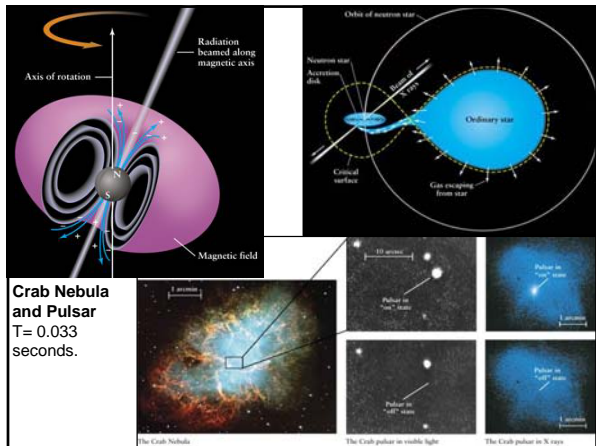 Radiation
beamed along
magnetic axis
Axis of rotation
+
−
N
S
Magnetic field
Orbit of neutron star
Neutron star
Accretion
disk
Beam of
X rays
Ordinary star
Critical
surface
Gas escaping
from star
Crab Nebula
and Pulsar
T= 0.033
seconds.
1 arcmin
The Crab Nebula
10 arcsec
Pulsar in
"on" state
Pulsar in
"off" state
The Crab pulsar in visible light
Pulsar in
"on" state
1 arcmin
Pulsar in
"off" state
1 arcmin
The Crab pulsar in X rays